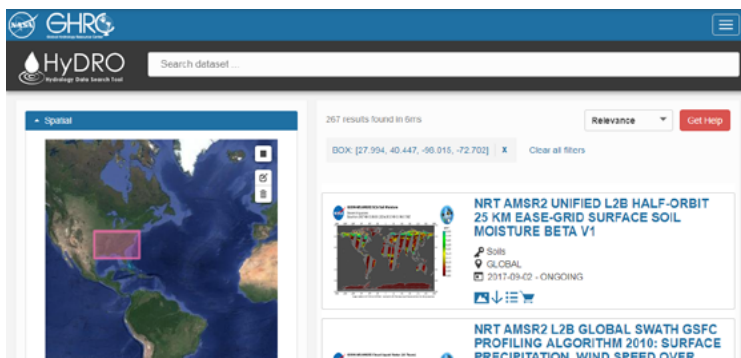 NASA
GHRC
HyDRO
Hydrology Data Search Tool
Search dataset ...
Spatial
267 results found in 6ms
Relevance
Get Help
BOX: [27.994, 40.447, -96.015, -72.702] x
Clear all filters
NRT AMSR2 UNIFIED L2B HALF-ORBIT
25 KM EASE-GRID SURFACE SOIL
MOISTURE BETA V1
Soils
GLOBAL
2017-09-02 - ONGOING
NRT AMSR2 L2B GLOBAL SWATH GSFC
PROFILING ALGORITHM 2010: SURFACE
PRECIPITATION, WIND SPEED OVER